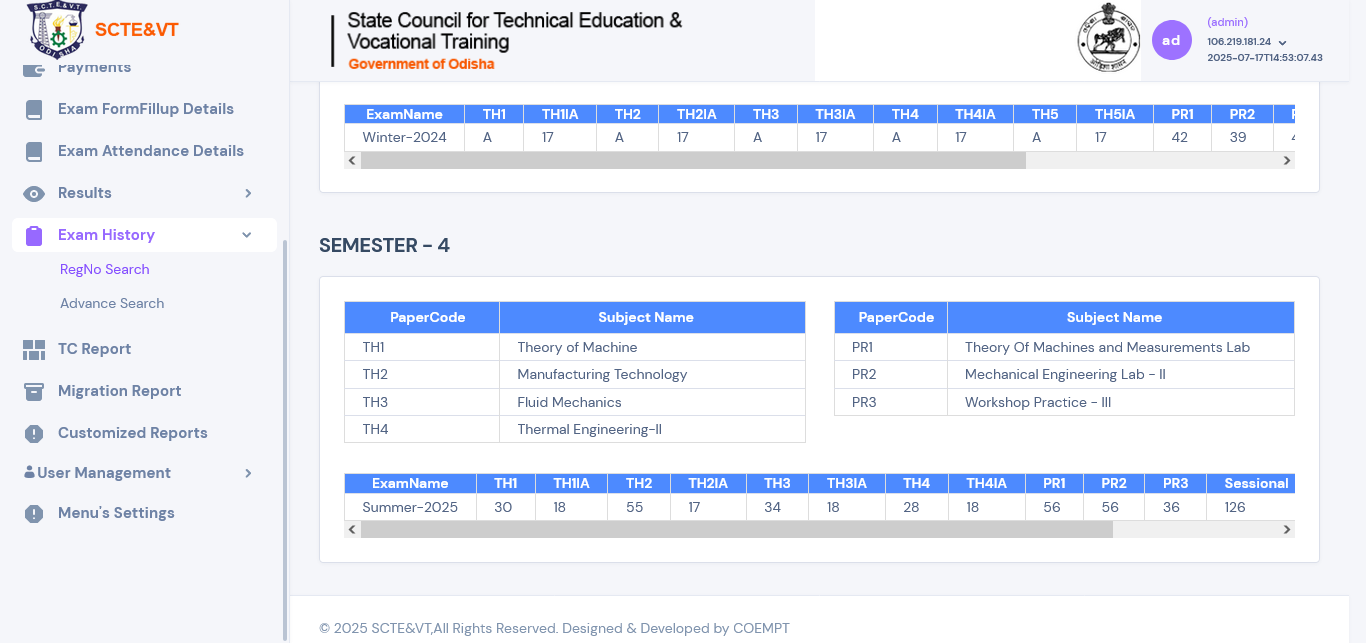 S.C.T.E.&V.T.
ODISHA
SCTE&VT
State Council for Technical Education &
Vocational Training
Government of Odisha
ad
(admin)
106.219.181.24
2025-07-17T14:53:07.43
Payments
Exam FormFillup Details
Exam Attendance Details
Results
Exam History
RegNo Search
Advance Search
TC Report
Migration Report
Customized Reports
User Management
Menu's Settings
ExamName TH1 TH1IA TH2 TH2IA TH3 TH3IA TH4 TH4IA TH5 TH5IA PR1 PR2
Winter-2024 A 17 A 17 A 17 A 17 A 17 42 39
SEMESTER - 4
PaperCode Subject Name
TH1 Theory of Machine
TH2 Manufacturing Technology
TH3 Fluid Mechanics
TH4 Thermal Engineering-II
PaperCode Subject Name
PR1 Theory Of Machines and Measurements Lab
PR2 Mechanical Engineering Lab - II
PR3 Workshop Practice - III
ExamName TH1 TH1IA TH2 TH2IA TH3 TH3IA TH4 TH4IA PR1 PR2 PR3 Sessional
Summer-2025 30 18 55 17 34 18 28 18 56 56 36 126
© 2025 SCTE&VT,All Rights Reserved. Designed & Developed by COEMPT